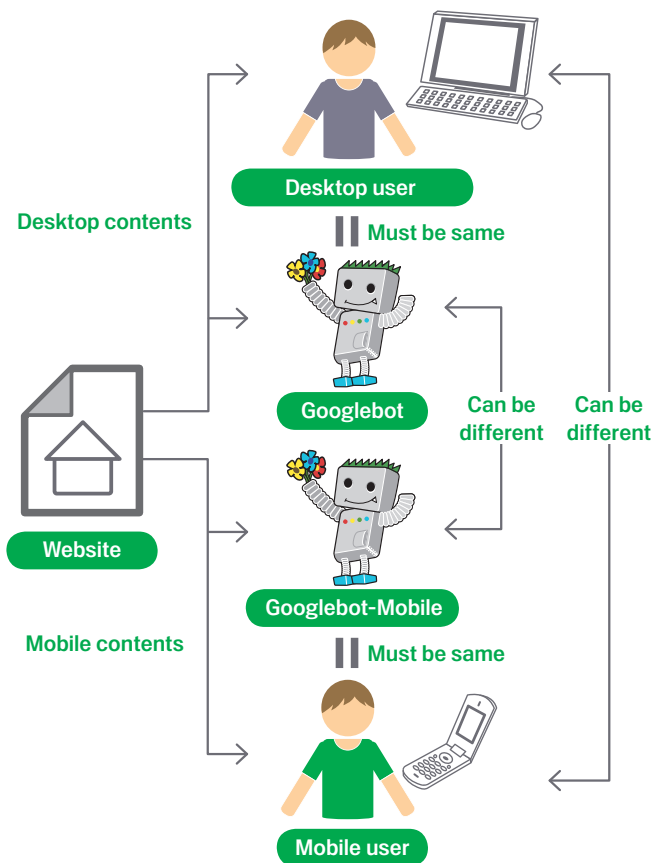 Desktop user
Desktop contents
Must be same
Googlebot
Can be
different
Can be
different
Website
Googlebot-Mobile
Mobile contents
Must be same
Mobile user